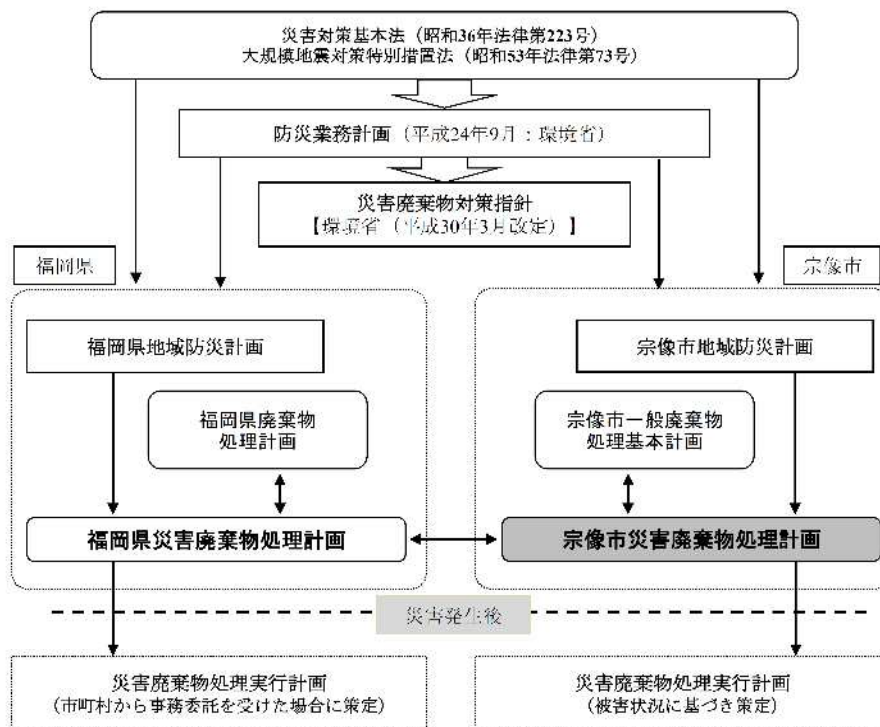 災害対策基本法（昭和36年法律第223号）
大規模地震対策特別措置法（昭和53年法律第73号）
防災業務計画（平成24年9月：環境省）
災害廃棄物対策指針
【環境省（平成30年3月改定）】
福岡県
宗像市
福岡県地域防災計画
宗像市地域防災計画
福岡県廃棄物
処理計画
宗像市一般廃棄物
処理基本計画
福岡県災害廃棄物処理計画
宗像市災害廃棄物処理計画
災害発生後
災害廃棄物処理実行計画
（市町村から事務委託を受けた場合に策定）
災害廃棄物処理実行計画
（被害状況に基づき策定）